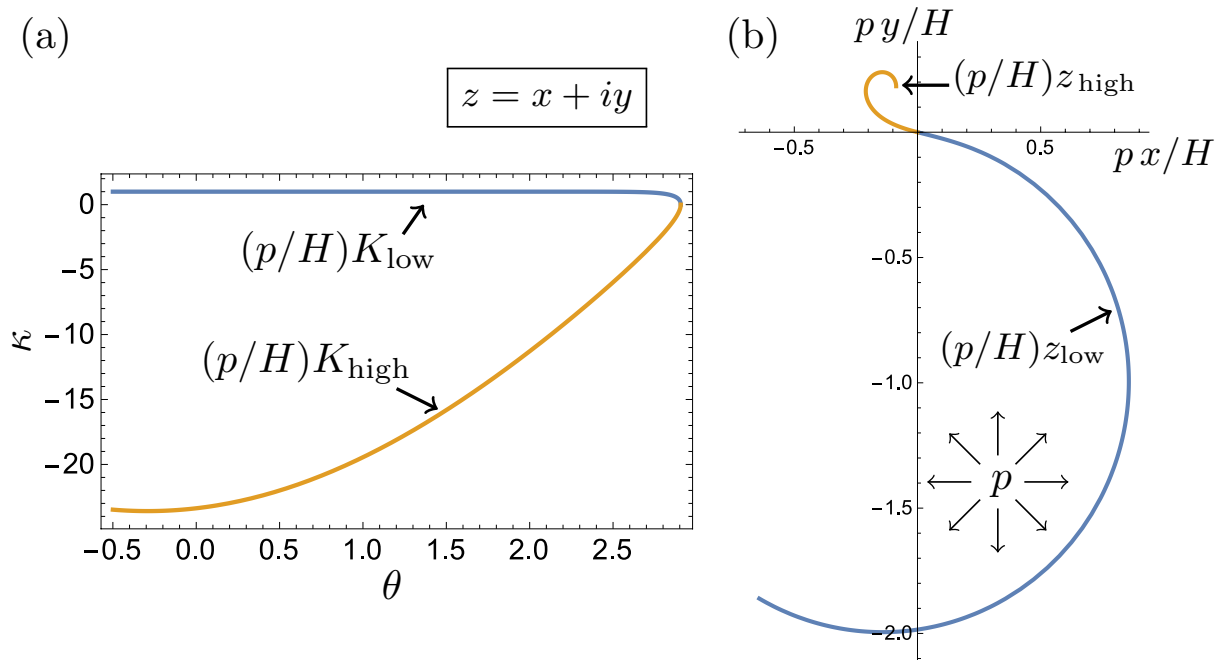 (a)
z = x + iy
κ
0
−5
−10
−15
−20
(p/H)K_low
(p/H)K_high
−0.5 0.0 0.5 1.0 1.5 2.0 2.5
θ
(b)
p y/H
(p/H)z_high
-0.5 0.5
p x/H
-0.5
(p/H)z_low
-1.0
p
-1.5
-2.0